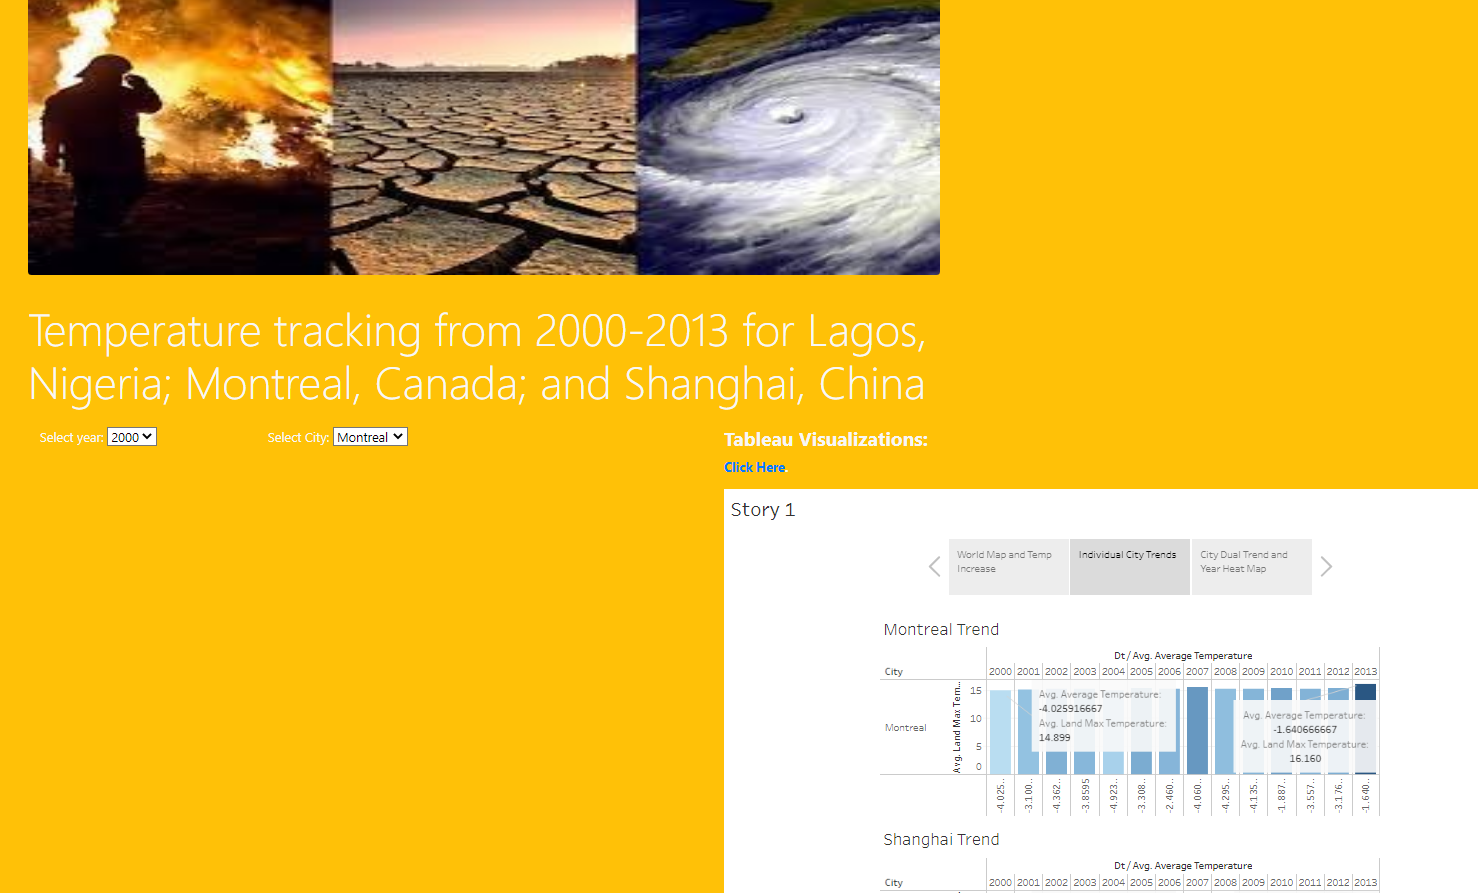 Temperature tracking from 2000-2013 for Lagos,
Nigeria; Montreal, Canada; and Shanghai, China
Select year: 2000
Select City: Montreal
Tableau Visualizations:
Click Here.
Story 1
World Map and Temp
Increase
Individual City Trends
City Dual Trend and
Year Heat Map
Montreal Trend
Dt / Avg. Average Temperature
City 2000 2001 2002 2003 2004 2005 2006 2007 2008 2009 2010 2011 2012 2013
Montreal
Avg. Land Max Tem..
15
10
5
0
Avg. Average Temperature:
-4.025916667
Avg. Land Max Temperature:
14.899
Avg. Average Temperature:
-1.640666667
Avg. Land Max Temperature:
16.160
-4.025.. -3.100.. -4.362.. -3.8595 -4.923.. -3.308.. -2.460.. -4.060.. -4.295.. -4.135.. -1.887.. -3.557.. -3.176.. -1.640..
Shanghai Trend
Dt / Avg. Average Temperature
City 2000 2001 2002 2003 2004 2005 2006 2007 2008 2009 2010 2011 2012 2013